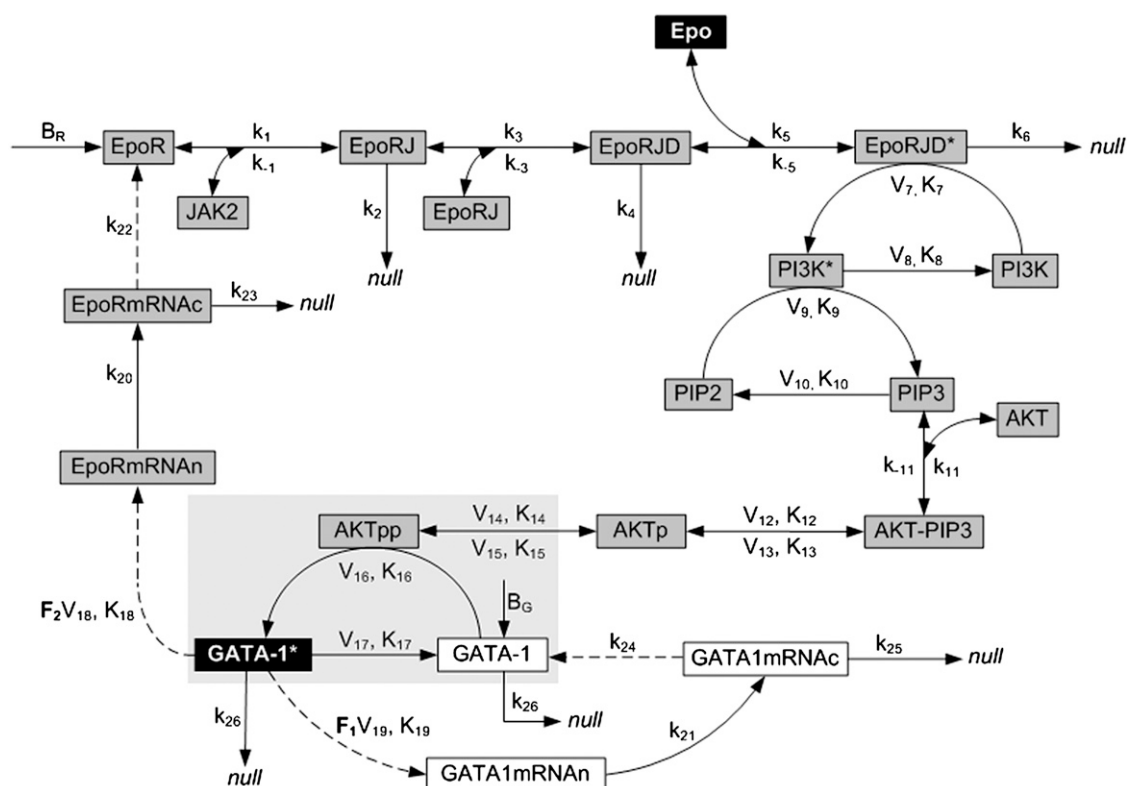 Epo
B_R
EpoR
k₁
k₋₁
EpoRJ
k₃
k₋₃
EpoRJD
k₅
k₋₅
EpoRJD*
k₆
null
JAK2
k₂
EpoRJ
k₄
V₇, K₇
k₂₂
null
null
PI3K*
V₈, K₈
PI3K
EpoRmRNAc
k₂₃
null
V₉, K₉
k₂₀
PIP2
V₁₀, K₁₀
PIP3
AKT
EpoRmRNAn
k₋₁₁
k₁₁
AKTpp
V₁₄, K₁₄
V₁₅, K₁₅
AKTp
V₁₂, K₁₂
V₁₃, K₁₃
AKT-PIP3
V₁₆, K₁₆
B_G
F₂V₁₈, K₁₈
GATA-1*
V₁₇, K₁₇
GATA-1
k₂₄
GATA1mRNAc
k₂₅
null
k₂₆
k₂₆
null
F₁V₁₉, K₁₉
k₂₁
null
GATA1mRNAn